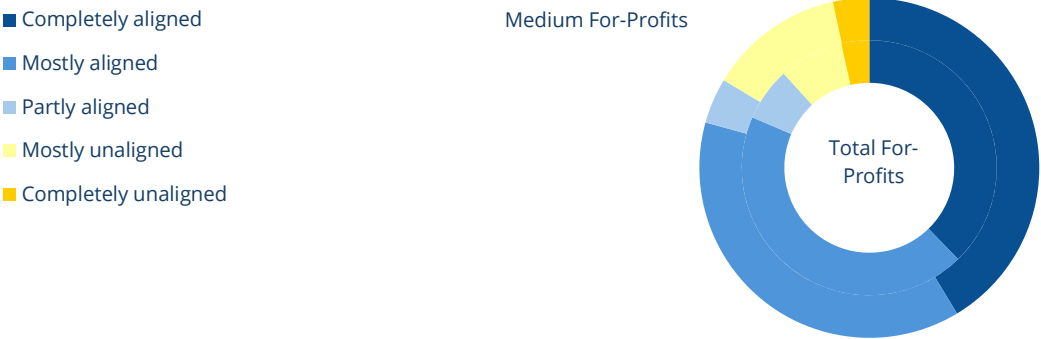 Completely aligned
Mostly aligned
Partly aligned
Mostly unaligned
Completely unaligned
Medium For-Profits
Total For-
Profits